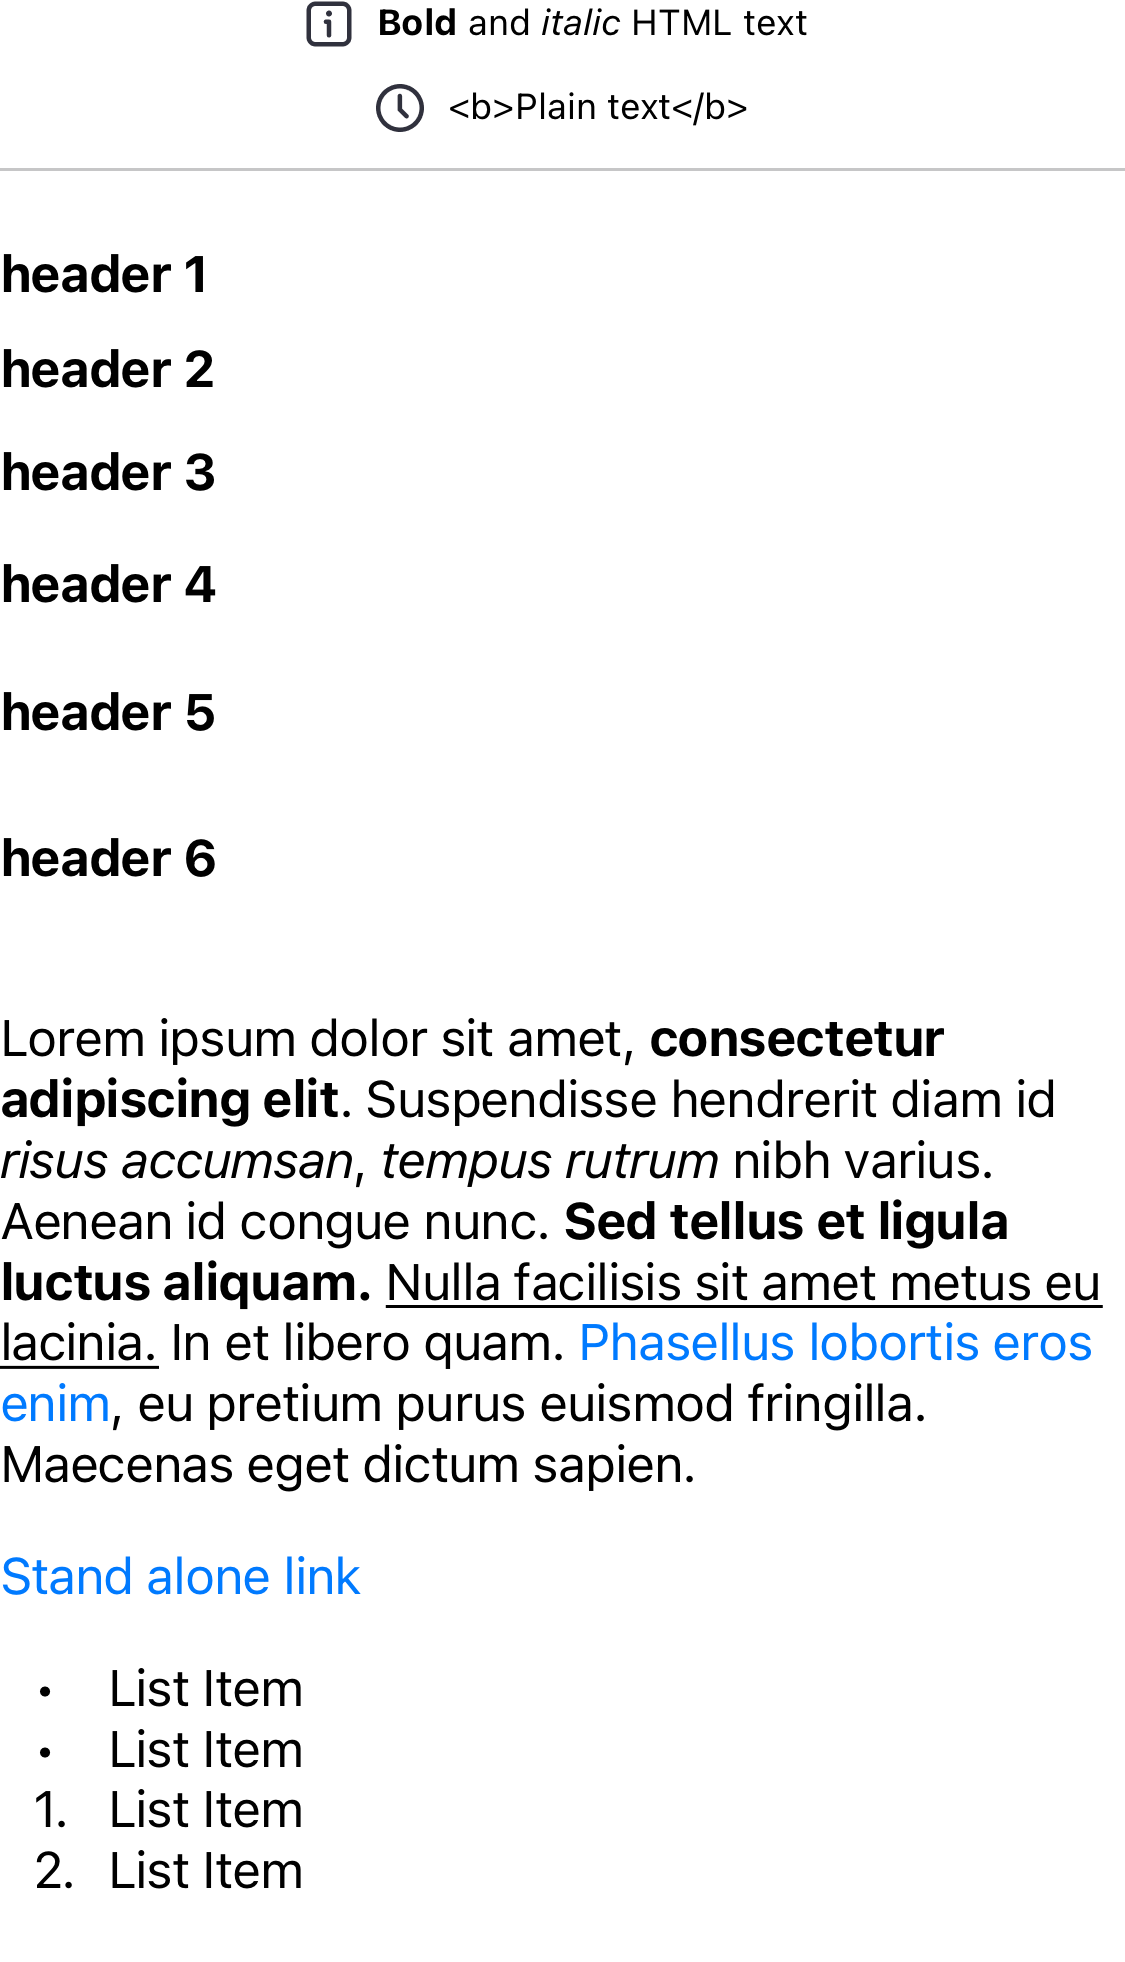 Bold and italic HTML text
<b>Plain text</b>
header 1
header 2
header 3
header 4
header 5
header 6
Lorem ipsum dolor sit amet, consectetur
adipiscing elit. Suspendisse hendrerit diam id
risus accumsan, tempus rutrum nibh varius.
Aenean id congue nunc. Sed tellus et ligula
luctus aliquam. Nulla facilisis sit amet metus eu
lacinia. In et libero quam. Phasellus lobortis eros
enim, eu pretium purus euismod fringilla.
Maecenas eget dictum sapien.
Stand alone link
• List Item
• List Item
1. List Item
2. List Item